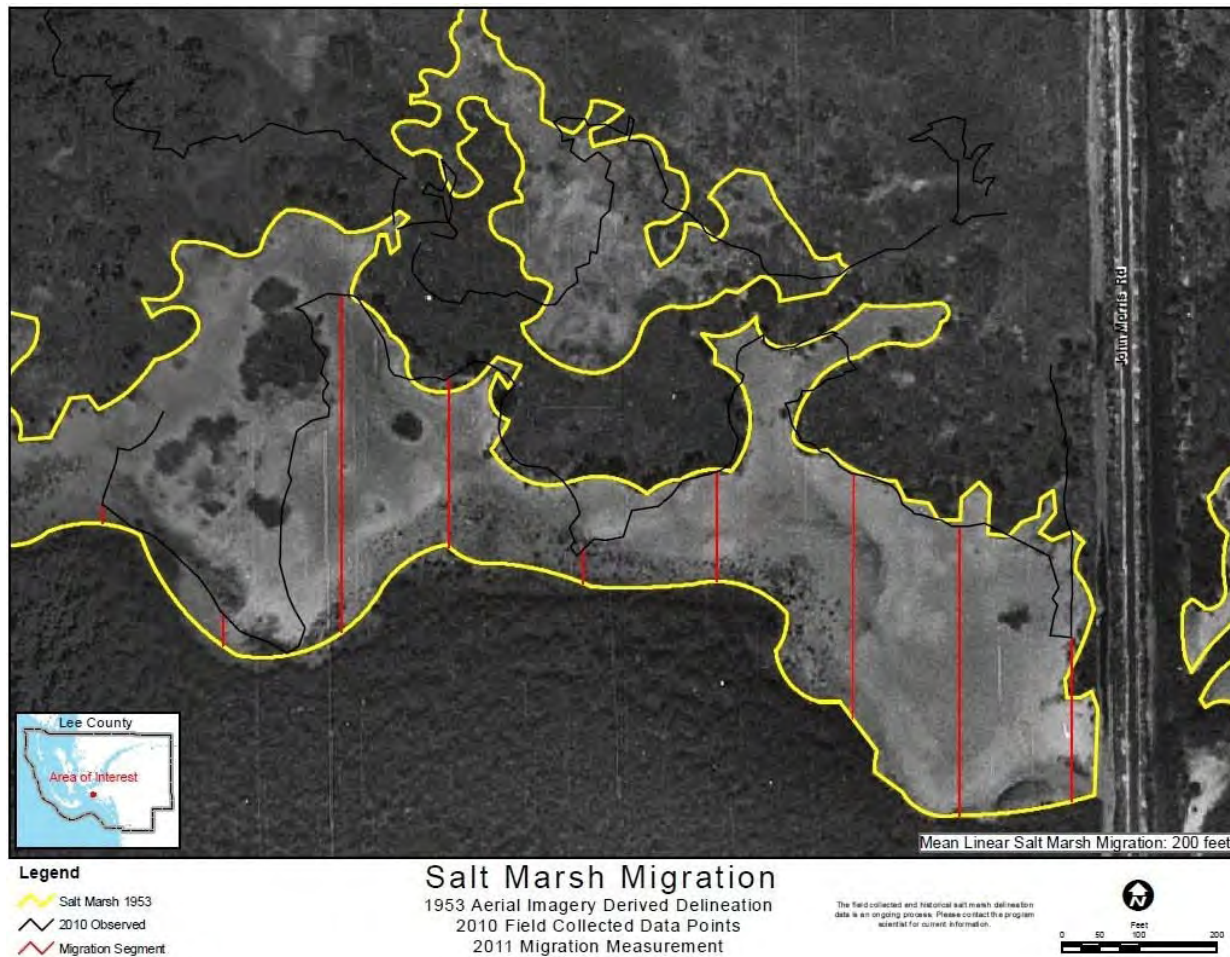 John Morris Rd
Lee County
Area of Interest
Mean Linear Salt Marsh Migration: 200 feet
Legend
Salt Marsh 1953
2010 Observed
Migration Segment
Salt Marsh Migration
1953 Aerial Imagery Derived Delineation
2010 Field Collected Data Points
2011 Migration Measurement
The field collected and historical salt marsh delineation
data is an ongoing process. Please contact the program
scientist for current information.
N
Feet
0 50 100 200